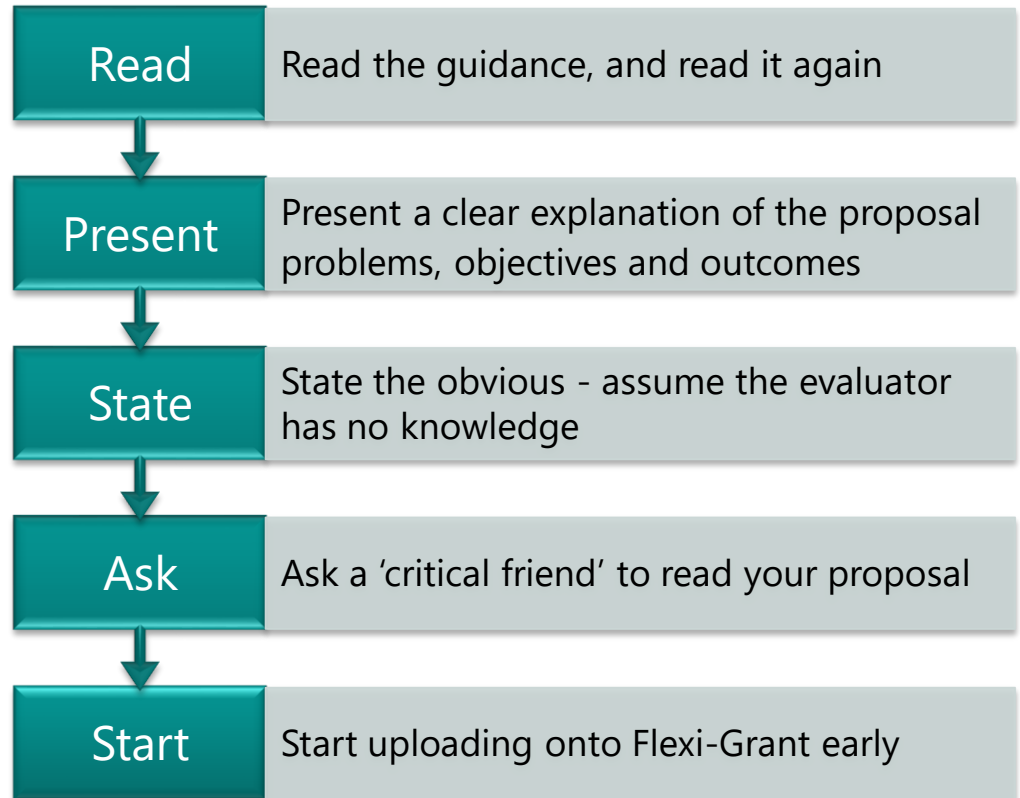 Read
Read the guidance, and read it again
Present
Present a clear explanation of the proposal
problems, objectives and outcomes
State
State the obvious - assume the evaluator
has no knowledge
Ask
Ask a ‘critical friend’ to read your proposal
Start
Start uploading onto Flexi-Grant early